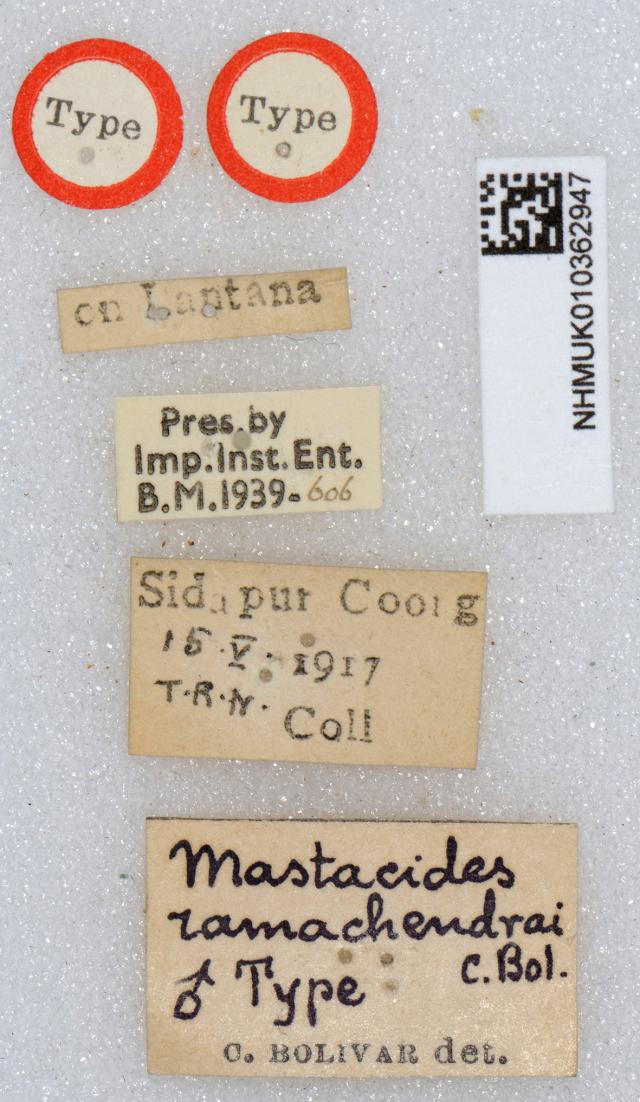 Type
Type
NHMUK010362947
on Lantana
Pres.by
Imp.Inst.Ent.
B.M.1939-606
Sidapur Coorg
15.V.1917
T.R.N. Coll
Mastacides
ramachendrai
C.Bol.
♂ Type
C. BOLIVAR det.